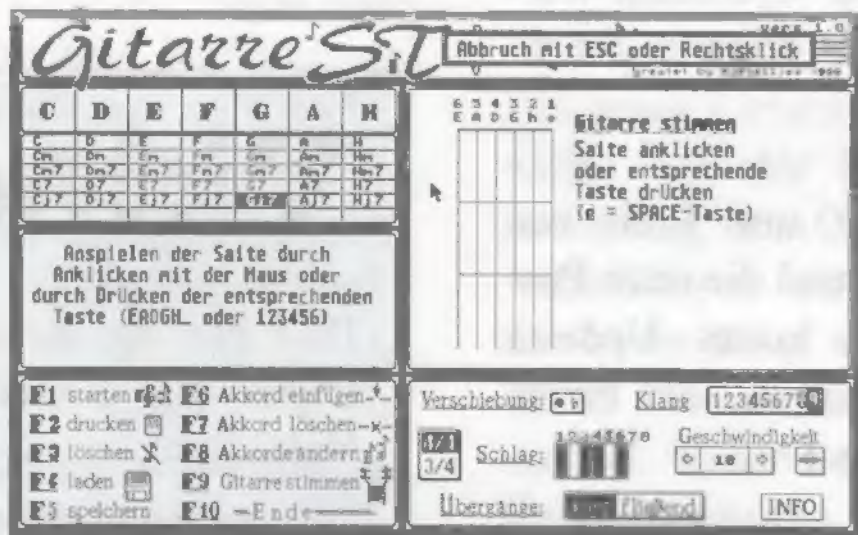 Gitarre ST
Vers 1.0
Abbruch mit ESC oder Rechtsklick
C D E F G A H
C D E F G A H
Cm Dm Em Fm Gm Am Hm
Cm7 Dm7 Em7 Fm7 Gm7 Am7 Hm7
C7 D7 E7 F7 G7 A7 H7
Cj7 Dj7 Ej7 Fj7 Gj7 Aj7 Hj7
Anspielen der Saite durch
Anklicken mit der Maus oder
durch Drücken der entsprechenden
Taste (EADGH_ oder 123456)
6 5 4 3 2 1
E A D G h e
Gitarre stimmen
Saite anklicken
oder entsprechende
Taste drücken
(e = SPACE-Taste)
F1 starten
F2 drucken
F3 löschen
F4 laden
F5 speichern
F6 Akkord einfügen
F7 Akkord löschen
F8 Akkorde ändern
F9 Gitarre stimmen
F10 -Ende-
Verschiebung:
Klang 12345678
4/4
3/4
Schlag: 12345678
Geschwindigkeit
10
Übergänge: fließend
INFO